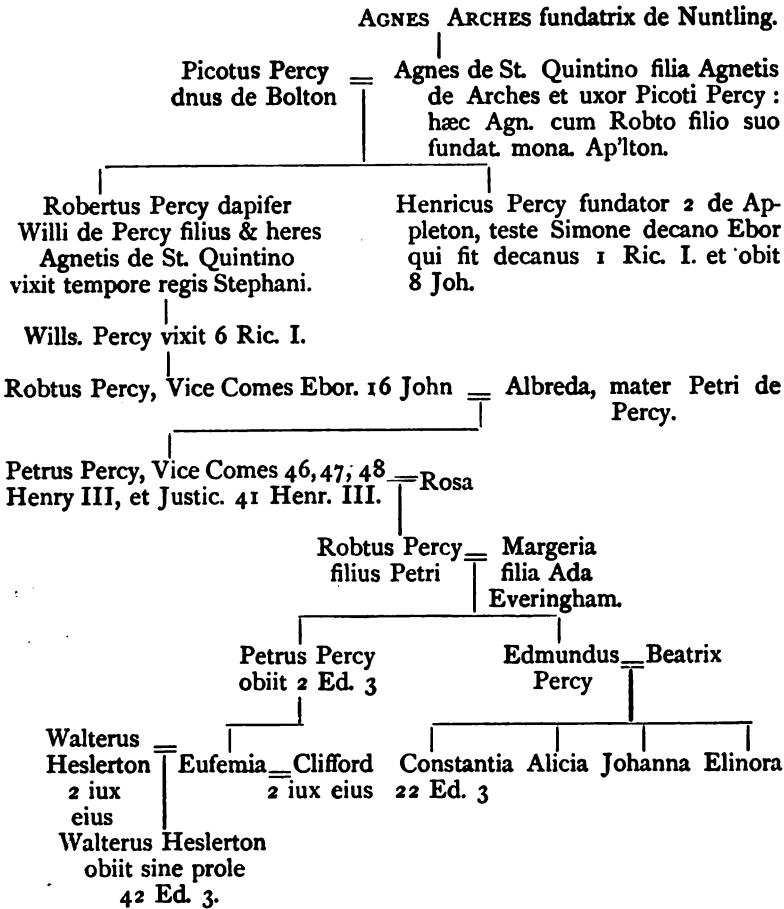 AGNES ARCHES fundatrix de Nuntling.
Picotus Percy = Agnes de St. Quintino filia Agnetis
dnus de Bolton
de Arches et uxor Picoti Percy :
hæc Agn. cum Robto filio suo
fundat. mona. Ap'lton.
Robertus Percy dapifer
Willi de Percy filius & heres
Agnetis de St. Quintino
vixit tempore regis Stephani.
Henricus Percy fundator 2 de Ap-
pleton, teste Simone decano Ebor
qui fit decanus 1 Ric. I. et obit
8 Joh.
Wills. Percy vixit 6 Ric. I.
Robtus Percy, Vice Comes Ebor. 16 John = Albreda, mater Petri de
Percy.
Petrus Percy, Vice Comes 46, 47, 48
Henry III, et Justic. 41 Henr. III.
= Rosa
Robtus Percy = Margeria
filius Petri
filia Ada
Everingham.
Petrus Percy
obiit 2 Ed. 3
Edmundus = Beatrix
Percy
Walterus =
Heslerton
2 iux
eius
Eufemia = Clifford
2 iux eius
Constantia
22 Ed. 3
Alicia
Johanna
Elinora
Walterus Heslerton
obiit sine prole
42 Ed. 3.